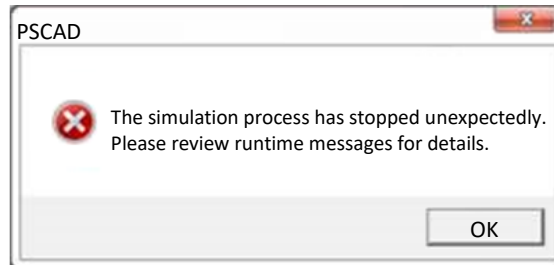 PSCAD
The simulation process has stopped unexpectedly.
Please review runtime messages for details.
OK